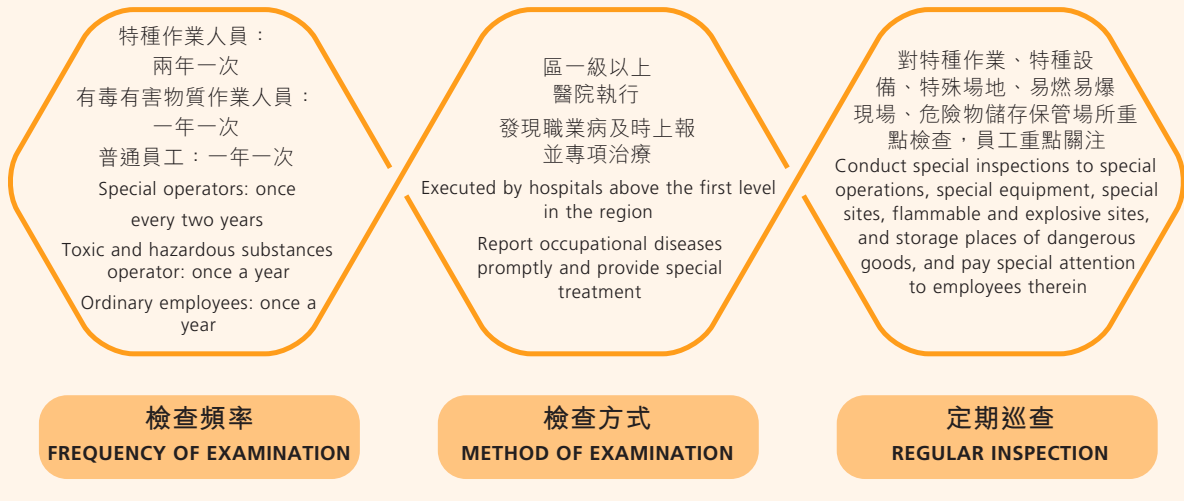 特種作業人員：
兩年一次
有毒有害物質作業人員：
一年一次
普通員工：一年一次
Special operators: once
every two years
Toxic and hazardous substances
operator: once a year
Ordinary employees: once a
year
檢查頻率
FREQUENCY OF EXAMINATION
區一級以上
醫院執行
發現職業病及時上報
並專項治療
Executed by hospitals above the first level
in the region
Report occupational diseases
promptly and provide special
treatment
檢查方式
METHOD OF EXAMINATION
對特種作業、特種設
備、特殊場地、易燃易爆
現場、危險物儲存保管場所重
點檢查，員工重點關注
Conduct special inspections to special
operations, special equipment, special
sites, flammable and explosive sites,
and storage places of dangerous
goods, and pay special attention
to employees therein
定期巡查
REGULAR INSPECTION